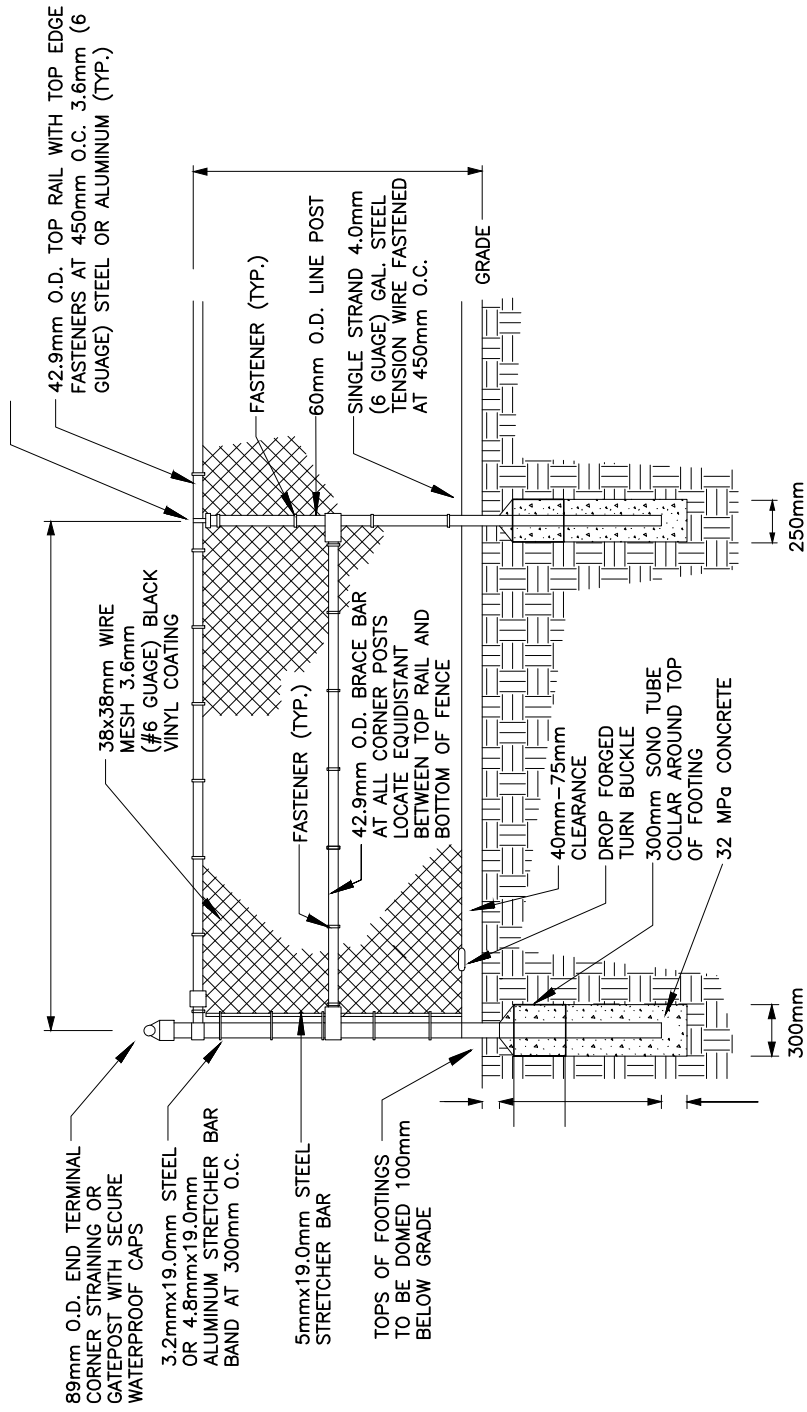 89mm O.D. END TERMINAL
CORNER STRAINING OR
GATEPOST WITH SECURE
WATERPROOF CAPS
3.2mmx19.0mm STEEL
OR 4.8mmx19.0mm
ALUMINUM STRETCHER BAR
BAND AT 300mm O.C.
5mmx19.0mm STEEL
STRETCHER BAR
TOPS OF FOOTINGS
TO BE DOMED 100mm
BELOW GRADE
38x38mm WIRE
MESH 3.6mm
(#6 GUAGE) BLACK
VINYL COATING
FASTENER (TYP.)
42.9mm O.D. BRACE BAR
AT ALL CORNER POSTS
LOCATE EQUIDISTANT
BETWEEN TOP RAIL AND
BOTTOM OF FENCE
40mm-75mm
CLEARANCE
DROP FORGED
TURN BUCKLE
300mm SONO TUBE
COLLAR AROUND TOP
OF FOOTING
32 MPa CONCRETE
300mm
42.9mm O.D. TOP RAIL WITH TOP EDGE
FASTENERS AT 450mm O.C. 3.6mm (6
GUAGE) STEEL OR ALUMINUM (TYP.)
FASTENER (TYP.)
60mm O.D. LINE POST
SINGLE STRAND 4.0mm
(6 GUAGE) GAL. STEEL
TENSION WIRE FASTENED
AT 450mm O.C.
GRADE
250mm